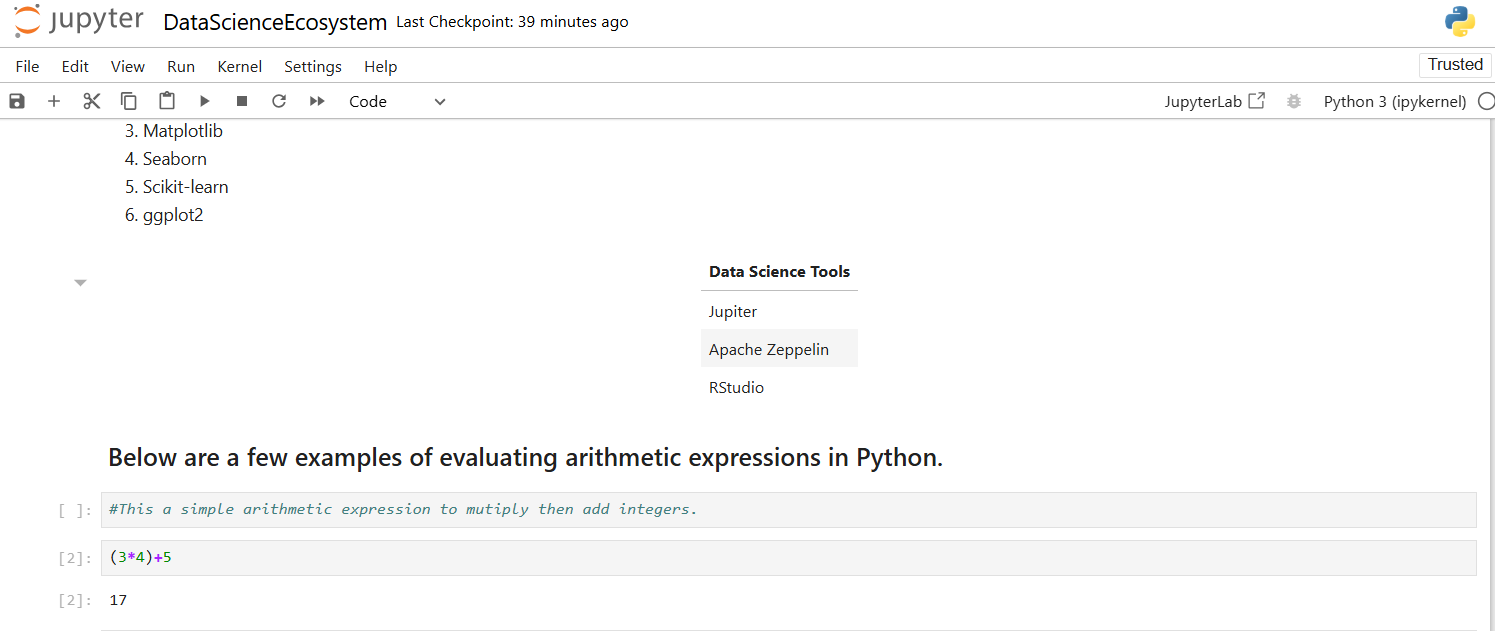 jupyter DataScienceEcosystem Last Checkpoint: 39 minutes ago
File Edit View Run Kernel Settings Help Trusted
Code JupyterLab Python 3 (ipykernel)
3. Matplotlib
4. Seaborn
5. Scikit-learn
6. ggplot2
Data Science Tools
Jupiter
Apache Zeppelin
RStudio
Below are a few examples of evaluating arithmetic expressions in Python.
[ ]: #This a simple arithmetic expression to mutiply then add integers.
[2]: (3*4)+5
[2]: 17